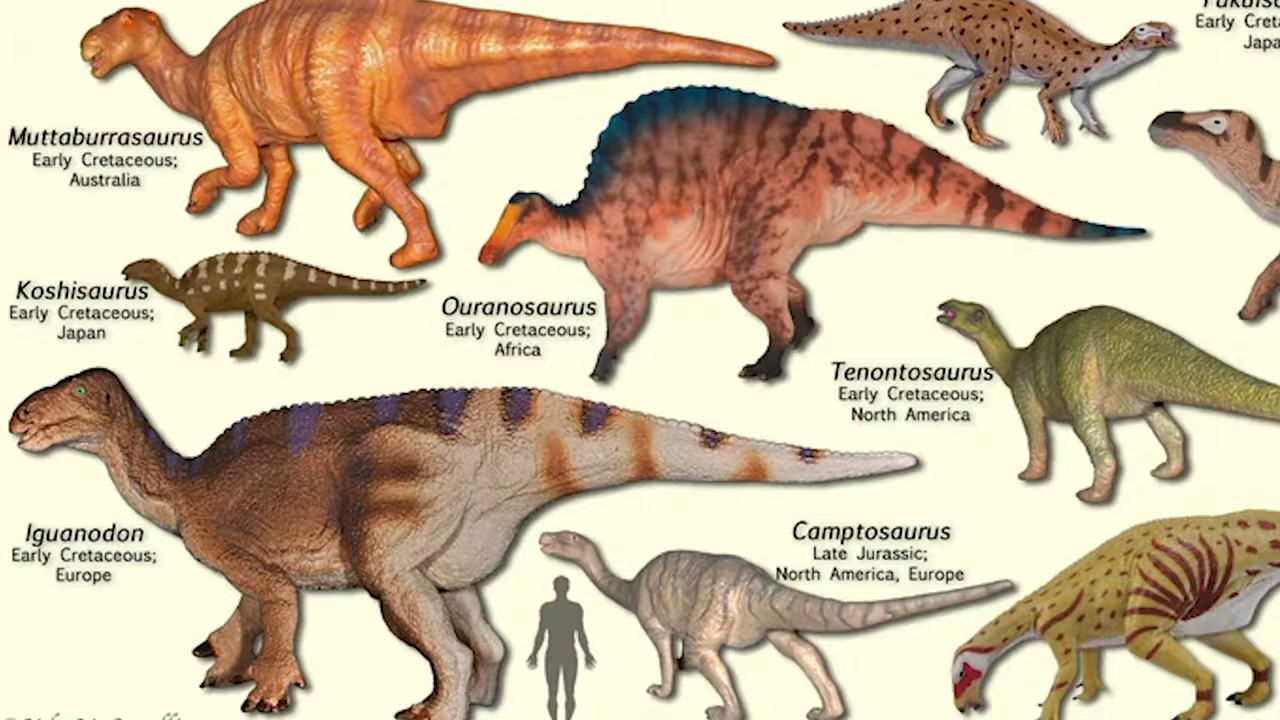 Early Creta
Japa
Muttaburrasaurus
Early Cretaceous;
Australia
Koshisaurus
Early Cretaceous;
Japan
Ouranosaurus
Early Cretaceous;
Africa
Tenontosaurus
Early Cretaceous;
North America
Iguanodon
Early Cretaceous;
Europe
Camptosaurus
Late Jurassic;
North America, Europe